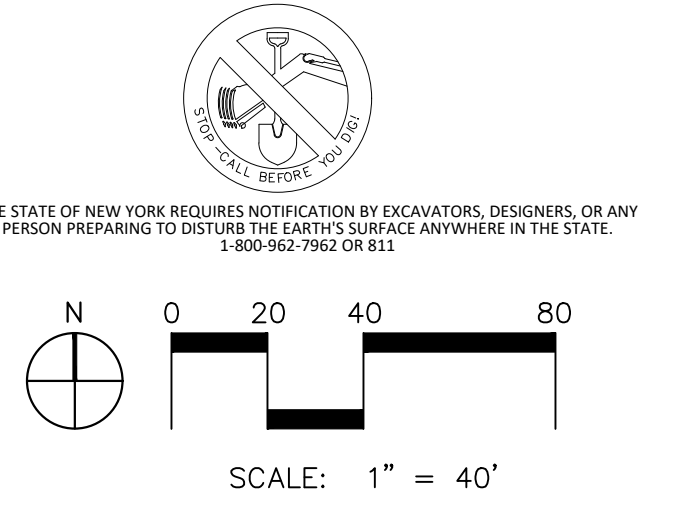 STOP - CALL BEFORE YOU DIG!
E STATE OF NEW YORK REQUIRES NOTIFICATION BY EXCAVATORS, DESIGNERS, OR ANY
PERSON PREPARING TO DISTURB THE EARTH'S SURFACE ANYWHERE IN THE STATE.
1-800-962-7962 OR 811
N 0 20 40 80
SCALE: 1" = 40'